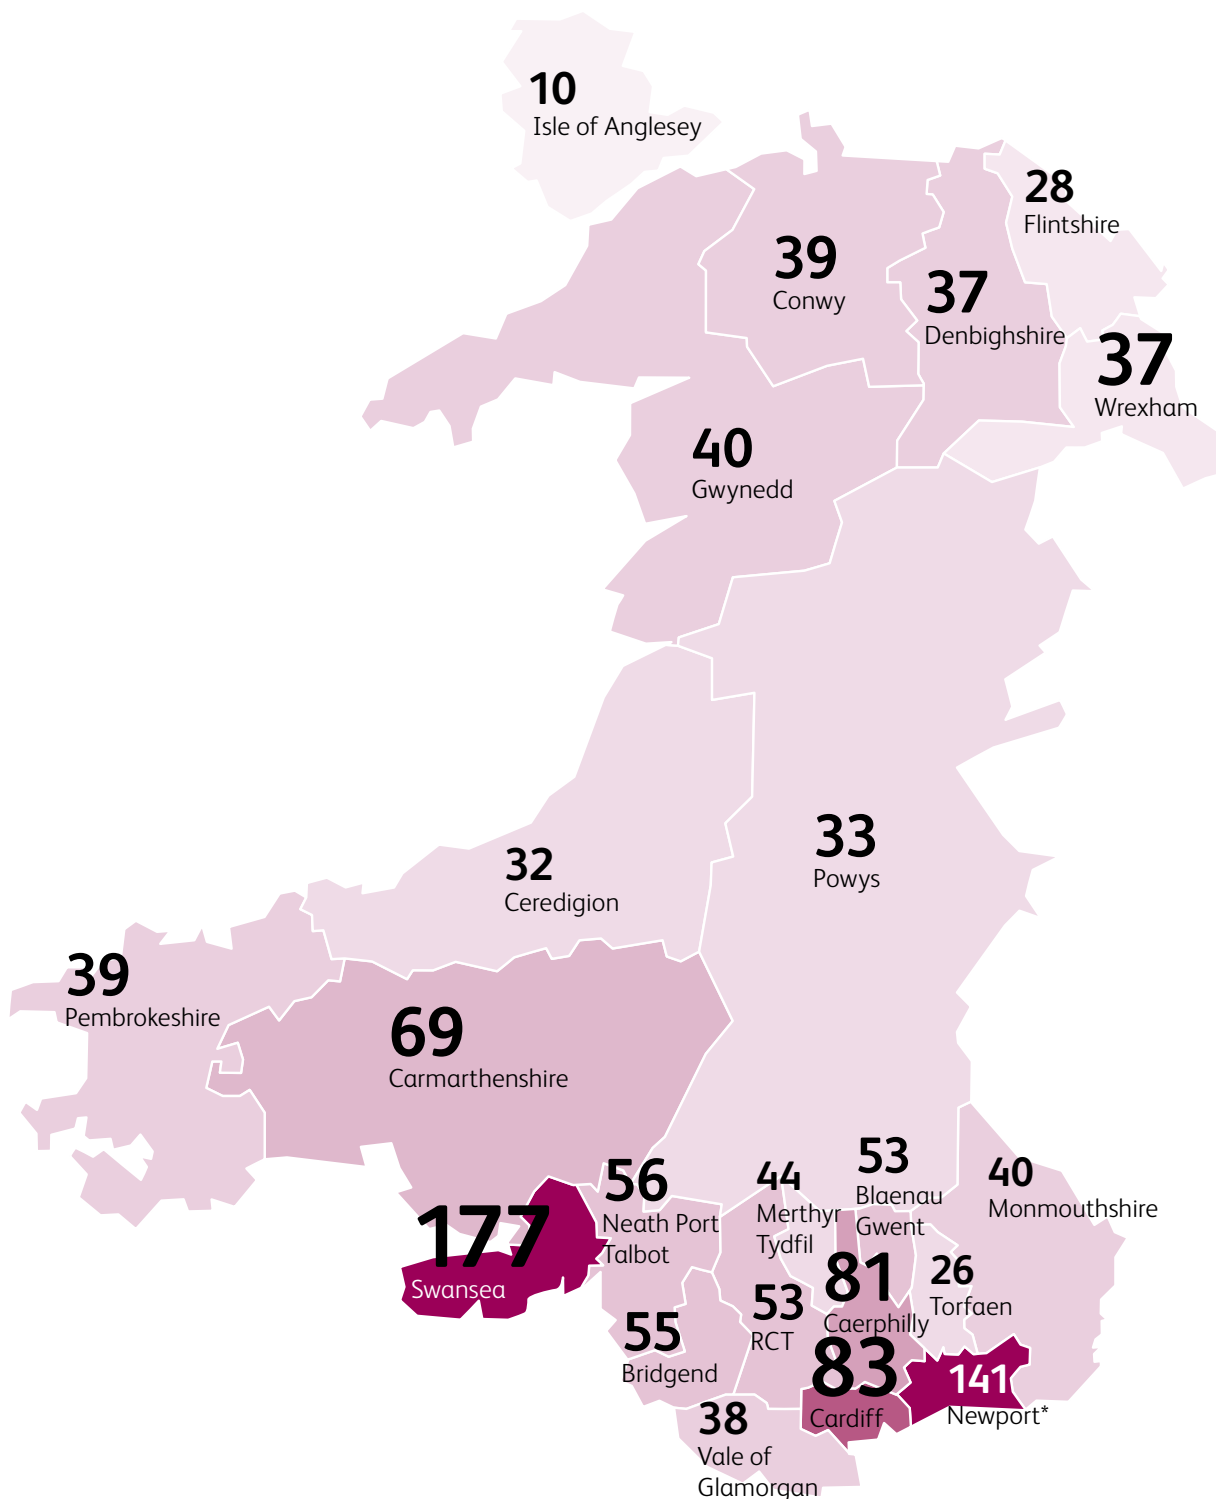 10
Isle of Anglesey
28
Flintshire
39
Conwy
37
Denbighshire
37
Wrexham
40
Gwynedd
33
Powys
32
Ceredigion
39
Pembrokeshire
69
Carmarthenshire
177
Swansea
56
Neath Port
Talbot
44
Merthyr
Tydfil
53
Blaenau
Gwent
40
Monmouthshire
81
Caerphilly
26
Torfaen
55
Bridgend
53
RCT
83
Cardiff
141
Newport*
38
Vale of
Glamorgan